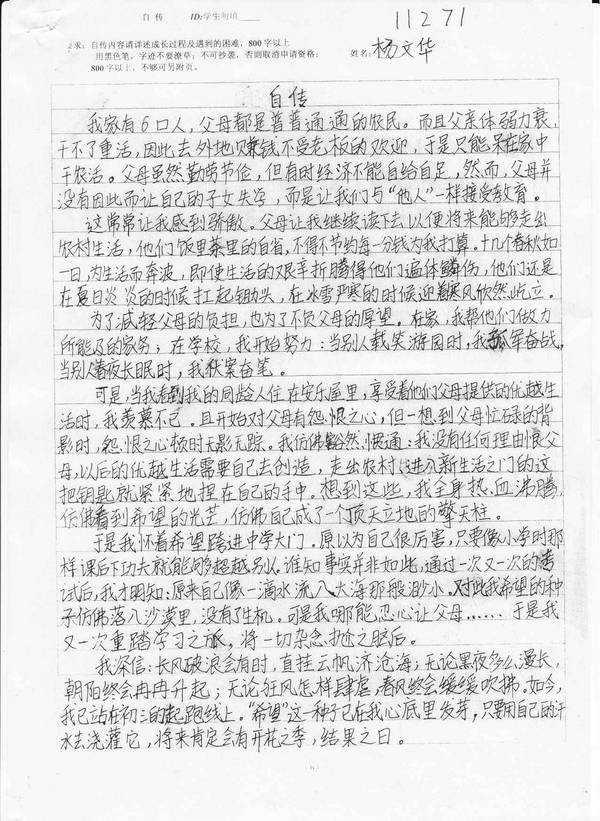 自传 ID:学生勿填
11271
要求：自传内容请详述成长过程及遇到的困难，800字以上
用黑色笔，字迹不要潦草；不可抄袭，否则取消申请资格；
800字以上，不够可另附页。
姓名：杨文华
自传
我家有6口人，父母都是普普通通的农民。而且父亲体弱力衰，
干不了重活，因此去外地赚钱不受老板的欢迎，于是只能呆在家中
干农活。父母虽然勤劳节俭，但有时经济不能自给自足，然而，父母并
没有因此而让自己的子女失学，而是让我们与“他人”一样接受教育。
这常常让我感到骄傲。父母让我继续读下去以便将来能够走出
农村生活，他们饭里菜里的自省，不得不节约每一分钱为我打算。十几个春秋如
一日，为生活而奔波，即使生活的艰辛折腾得他们遍体鳞伤，他们还是
在夏日炎炎的时候扛起锄头，在冰雪严寒的时候迎着寒风欣然屹立。
为了减轻父母的负担，也为了不负父母的厚望。在家，我帮他们做力
所能及的家务；在学校，我开始努力：当别人载笑游园时，我孤军奋战，
当别人着夜长眠时，我伏案奋笔。
可是，当我看到我的同龄人住在安乐屋里，享受着他们父母提供的优越生
活时，我羡慕不已。且开始对父母有怨恨之心，但一想到父母忙碌的背
影时，怨恨之心顿时无影无踪。我仿佛豁然惯通：我没有任何理由恨父
母，以后的优越生活需要自己去创造，走出农村、进入新生活之门的这
把钥匙就紧紧地捏在自己的手中。想到这些，我全身热血沸腾，
仿佛看到希望的光芒，仿佛自己成了一个顶天立地的擎天柱。
于是我怀着希望跨进中学大门。原以为自己很厉害，只要像小学时那
样课后下功夫就能够超越别人。谁知事实并非如此，通过一次又一次的考
试后，我才明知：原来自己像一滴水流入大海那般渺小。对此我希望的种
子仿佛落入沙漠里，没有了生机。可是我哪能忍心让父母……于是我
又一次重踏学习之旅，将一切杂念抛之脑后。
我深信：长风破浪会有时，直挂云帆济沧海；无论黑夜多么漫长，
朝阳终会冉冉升起；无论狂风怎样肆虐，春风终会缓缓吹拂。如今，
我已站在初三的起跑线上。“希望”这一种子已在我心底里发芽，只要用自己的汗
水去浇灌它，将来肯定会有开花之季，结果之日。